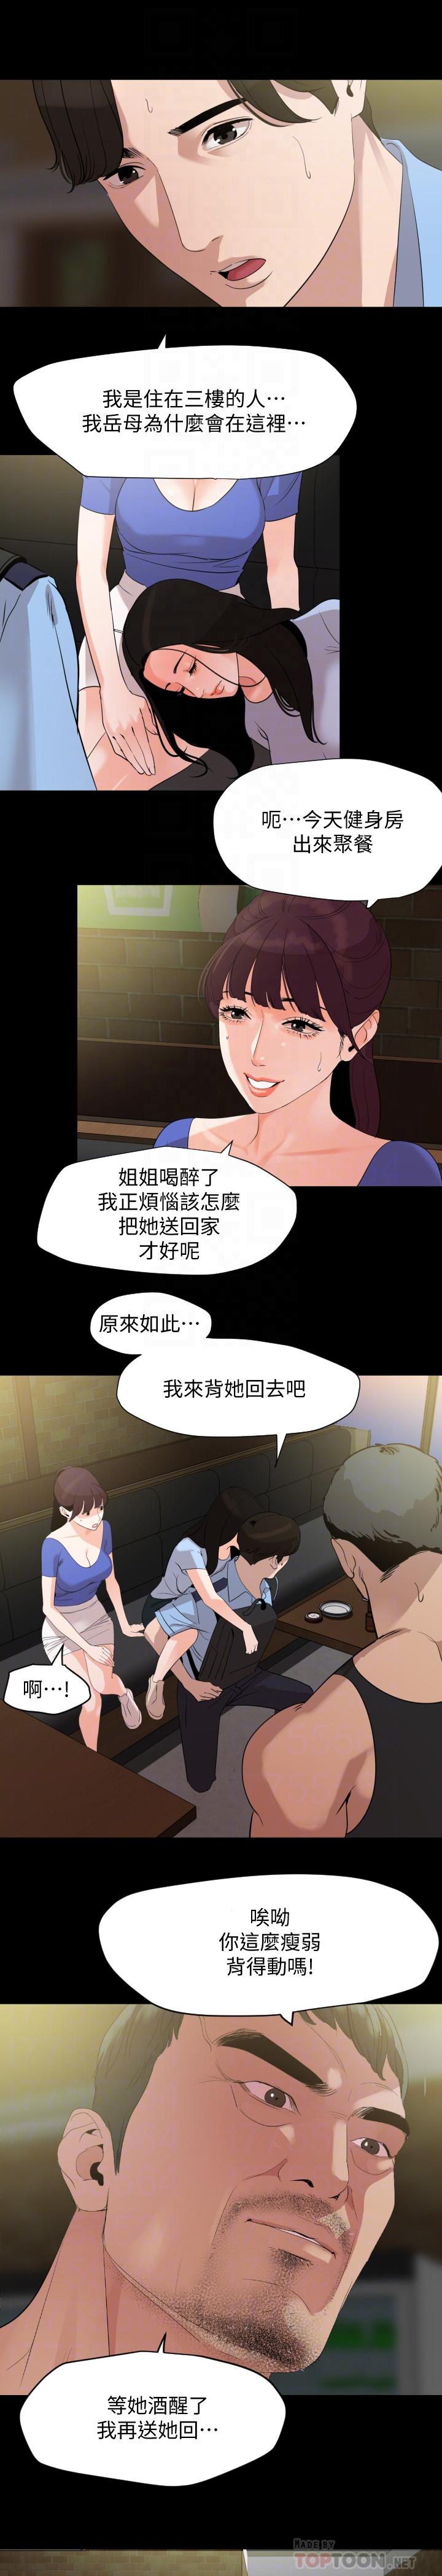 我是住在三樓的人…
我岳母為什麼會在這裡…
呃…今天健身房
出來聚餐
姐姐喝醉了
我正煩惱該怎麼
把她送回家
才好呢
原來如此…
我來背她回去吧
啊…!
唉呦
你這麼瘦弱
背得動嗎!
等她酒醒了
我再送她回…
MADE BY
TOPTOON.NET